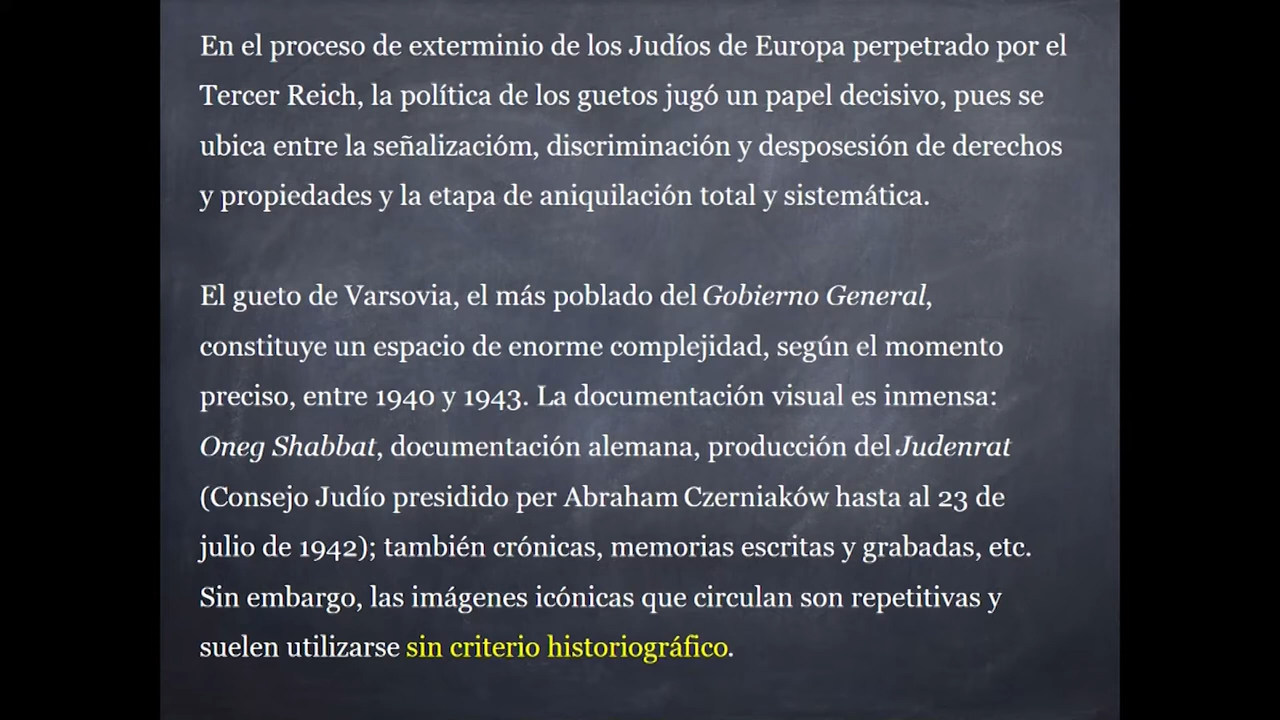 En el proceso de exterminio de los Judíos de Europa perpetrado por el
Tercer Reich, la política de los guetos jugó un papel decisivo, pues se
ubica entre la señalizacióm, discriminación y desposesión de derechos
y propiedades y la etapa de aniquilación total y sistemática.
El gueto de Varsovia, el más poblado del Gobierno General,
constituye un espacio de enorme complejidad, según el momento
preciso, entre 1940 y 1943. La documentación visual es inmensa:
Oneg Shabbat, documentación alemana, producción del Judenrat
(Consejo Judío presidido per Abraham Czerniaków hasta al 23 de
julio de 1942); también crónicas, memorias escritas y grabadas, etc.
Sin embargo, las imágenes icónicas que circulan son repetitivas y
suelen utilizarse sin criterio historiográfico.